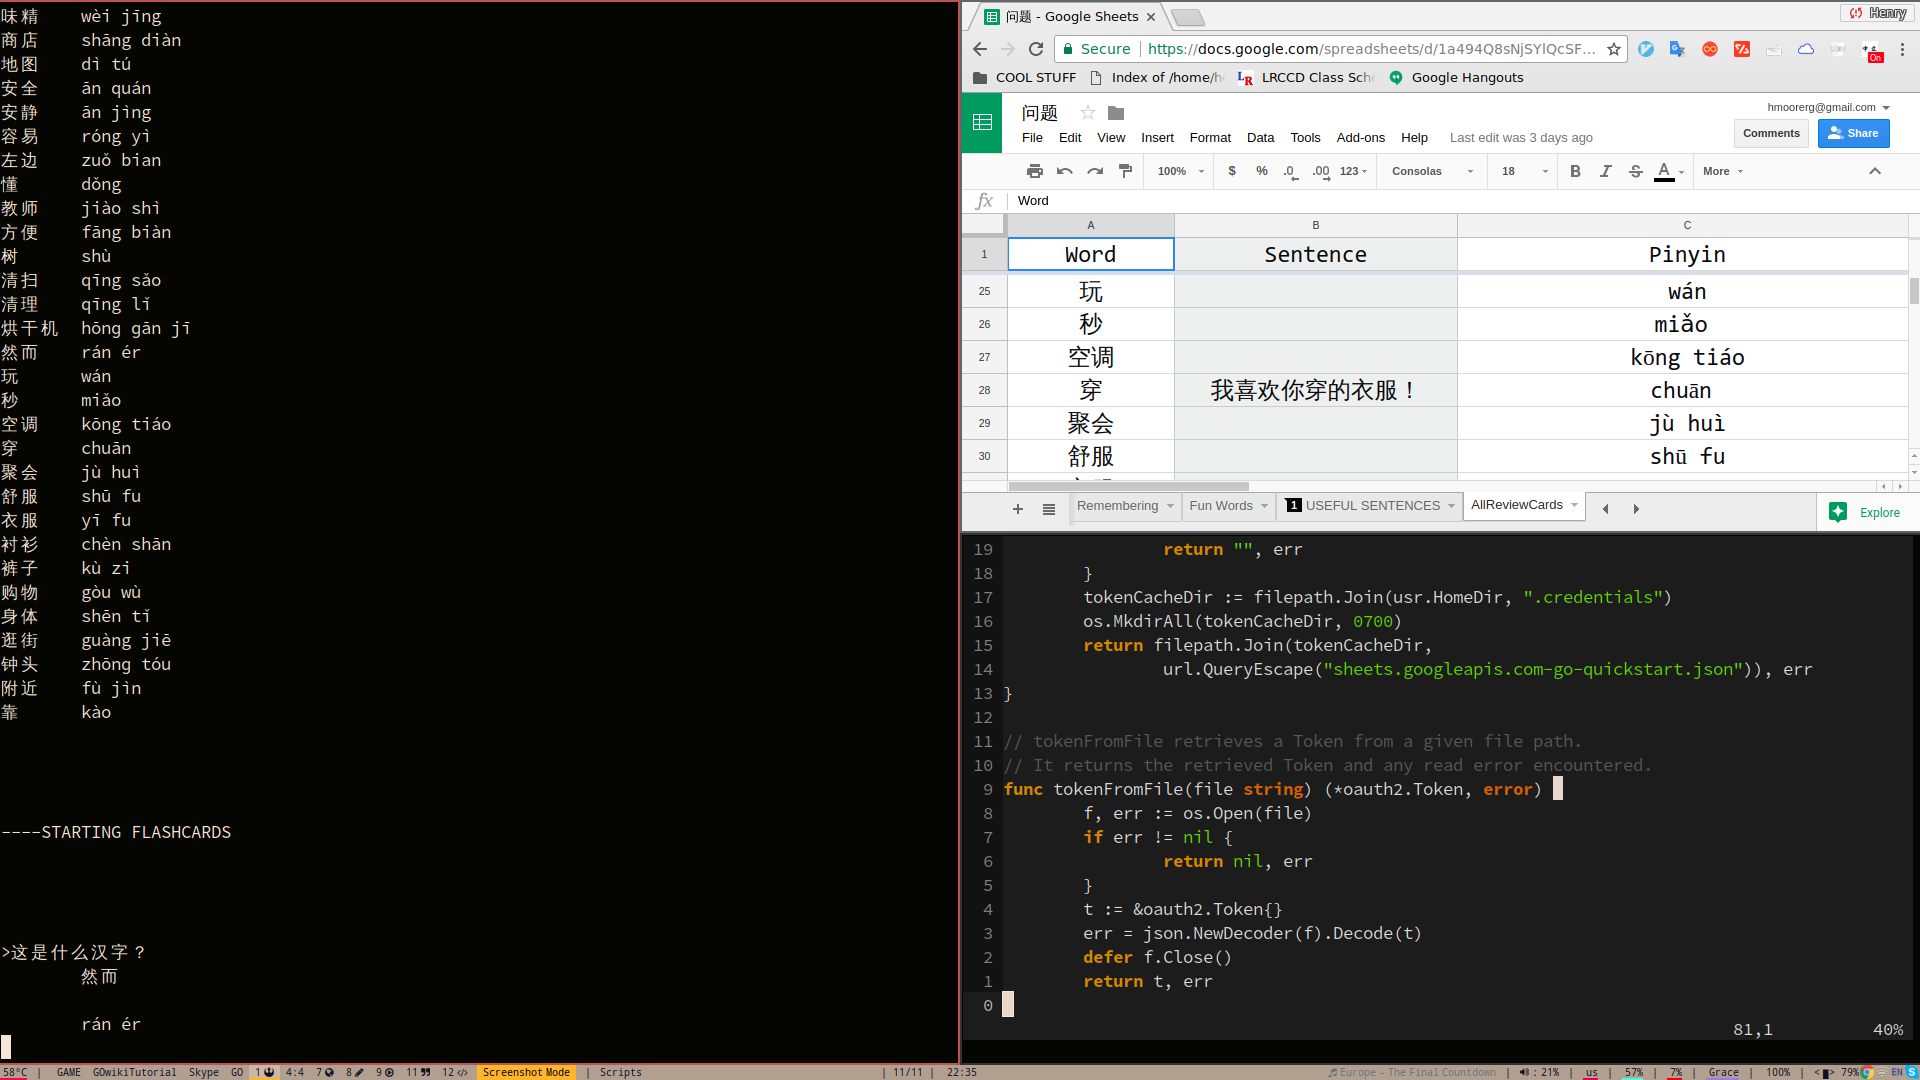 味精 wèi jīng
商店 shāng diàn
地图 dì tú
安全 ān quán
安静 ān jìng
容易 róng yì
左边 zuǒ bian
懂 dǒng
教师 jiào shì
方便 fāng biàn
树 shù
清扫 qīng sǎo
清理 qīng lǐ
烘干机 hōng gān jī
然而 rán ér
玩 wán
秒 miǎo
空调 kōng tiáo
穿 chuān
聚会 jù huì
舒服 shū fu
衣服 yī fu
衬衫 chèn shān
裤子 kù zi
购物 gòu wù
身体 shēn tǐ
逛街 guàng jiē
钟头 zhōng tóu
附近 fù jìn
靠 kào
----STARTING FLASHCARDS
>这是什么汉字？
然而
rán ér
问题 - Google Sheets
Henry
Secure https://docs.google.com/spreadsheets/d/1a494Q8sNjSYlQcSF...
On
COOL STUFF Index of /home/h LRRCD Class Sche Google Hangouts
问题
hmoorerg@gmail.com
File Edit View Insert Format Data Tools Add-ons Help Last edit was 3 days ago
Comments Share
100% $ % .0 .00 123 Consolas 18 B I S A More
fx Word
A B C
1 Word Sentence Pinyin
25 玩 wán
26 秒 miǎo
27 空调 kōng tiáo
28 穿 我喜欢你穿的衣服！ chuān
29 聚会 jù huì
30 舒服 shū fu
+ Remembering Fun Words 1 USEFUL SENTENCES AllReviewCards Explore
19 return "", err
18 }
17 tokenCacheDir := filepath.Join(usr.HomeDir, ".credentials")
16 os.MkdirAll(tokenCacheDir, 0700)
15 return filepath.Join(tokenCacheDir,
14 url.QueryEscape("sheets.googleapis.com-go-quickstart.json")), err
13 }
12
11 // tokenFromFile retrieves a Token from a given file path.
10 // It returns the retrieved Token and any read error encountered.
9 func tokenFromFile(file string) (*oauth2.Token, error)
8 f, err := os.Open(file)
7 if err != nil {
6 return nil, err
5 }
4 t := &oauth2.Token{}
3 err = json.NewDecoder(f).Decode(t)
2 defer f.Close()
1 return t, err
0
81,1 40%
58°C | GAME GOwikiTutorial Skype GO 1 4:4 7 8 9 11 12 Screenshot Mode | Scripts | 11/11 | 22:35 Europe - The Final Countdown | : 21% | us | 57% | 7% | Grace | 100% | 79% EN